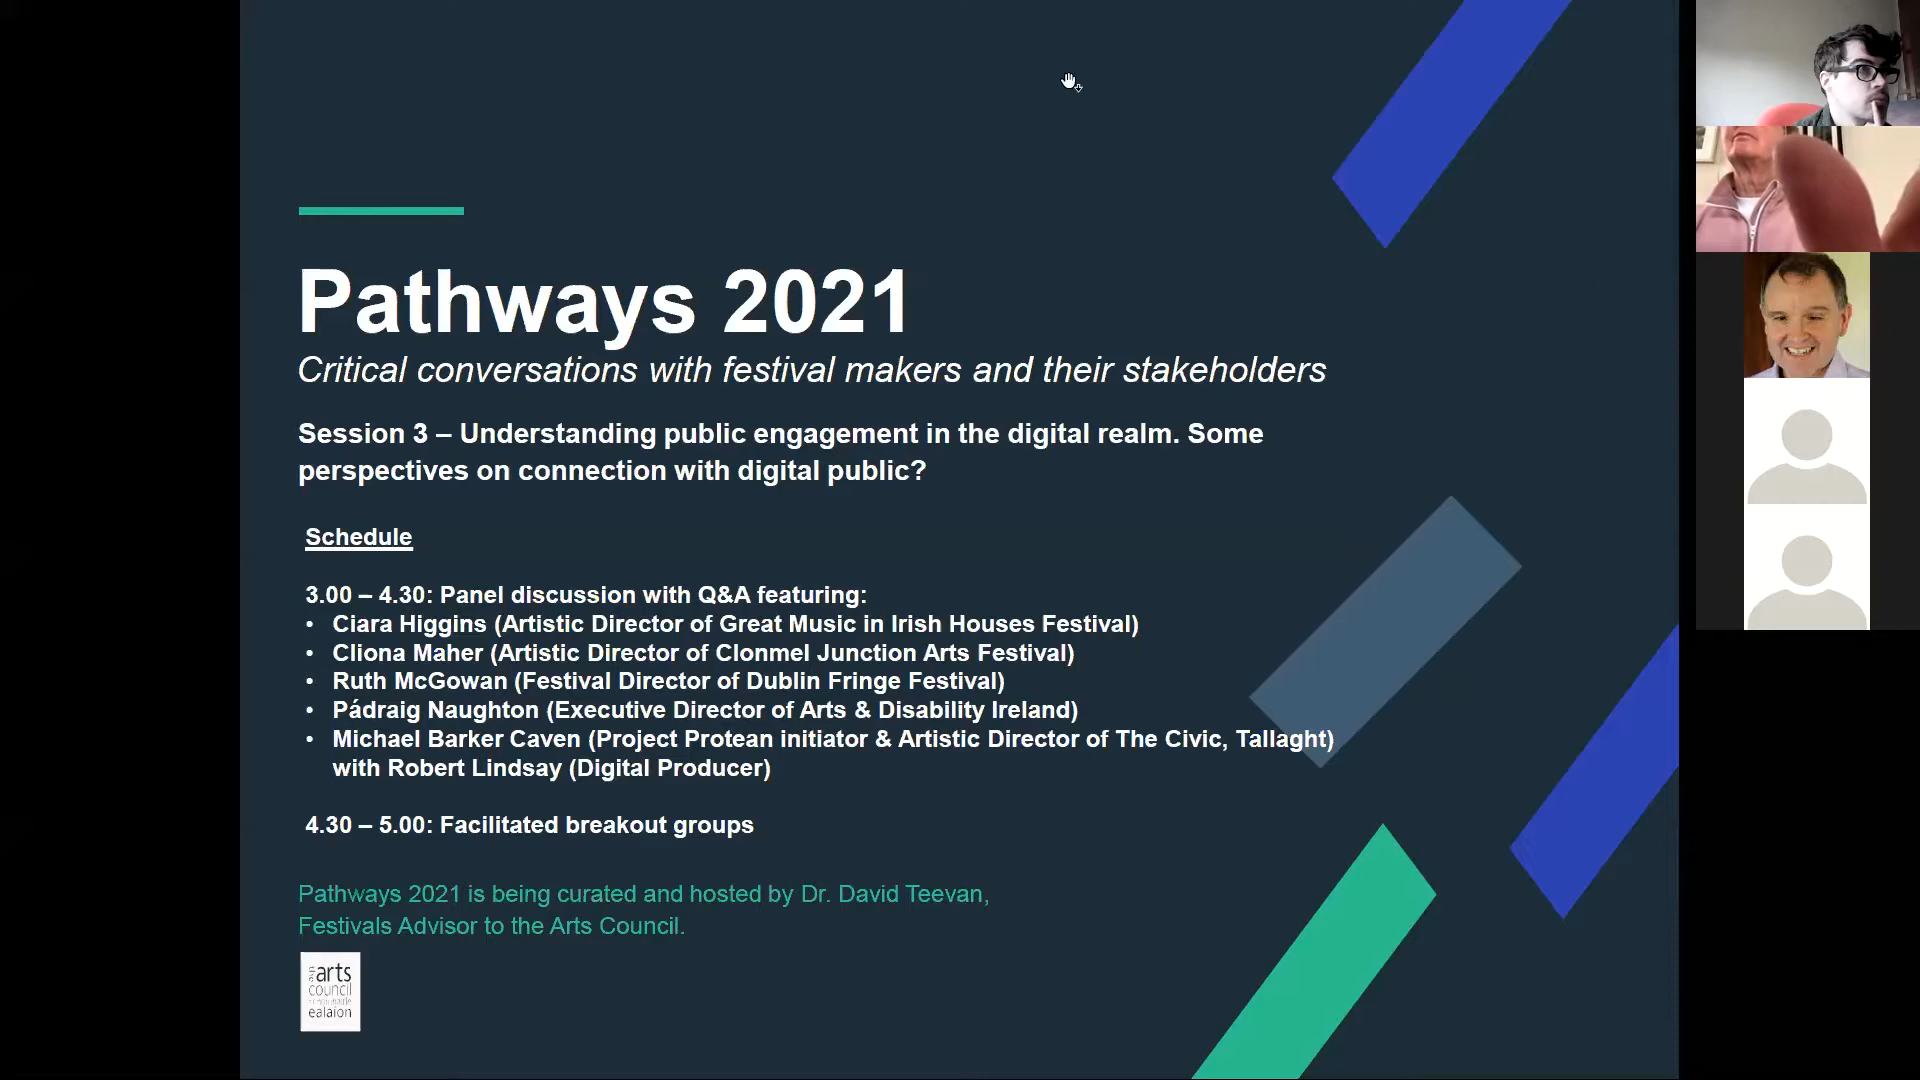 Pathways 2021
Critical conversations with festival makers and their stakeholders
Session 3 – Understanding public engagement in the digital realm. Some
perspectives on connection with digital public?
Schedule
3.00 – 4.30: Panel discussion with Q&A featuring:
• Ciara Higgins (Artistic Director of Great Music in Irish Houses Festival)
• Cliona Maher (Artistic Director of Clonmel Junction Arts Festival)
• Ruth McGowan (Festival Director of Dublin Fringe Festival)
• Pádraig Naughton (Executive Director of Arts & Disability Ireland)
• Michael Barker Caven (Project Protean initiator & Artistic Director of The Civic, Tallaght)
with Robert Lindsay (Digital Producer)
4.30 – 5.00: Facilitated breakout groups
Pathways 2021 is being curated and hosted by Dr. David Teevan,
Festivals Advisor to the Arts Council.
the arts
council
ealaíon